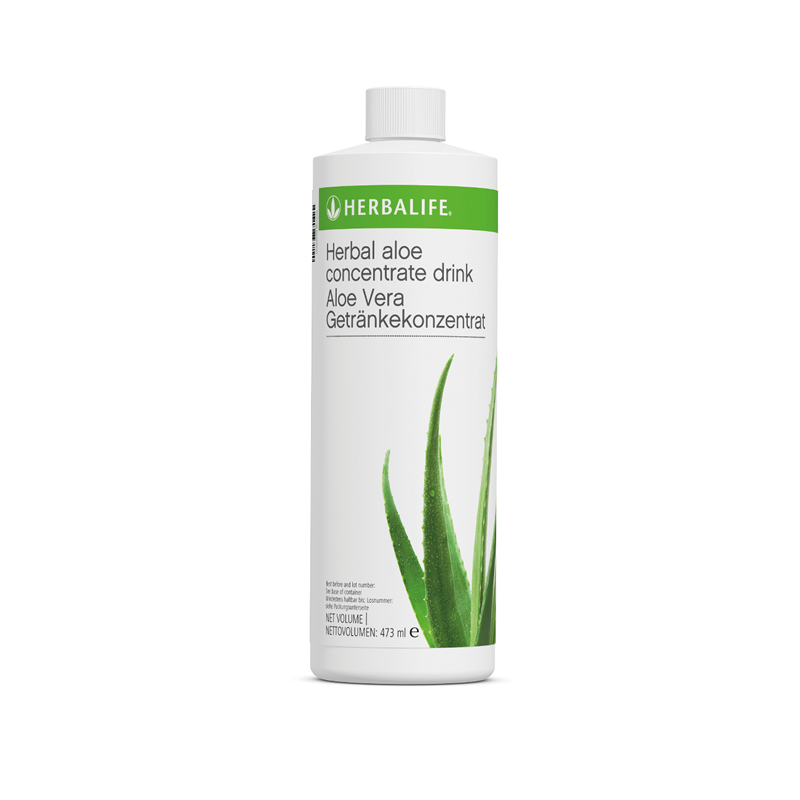 HERBALIFE®
Herbal aloe
concentrate drink
Aloe Vera
Getränkekonzentrat
Best before and lot number:
See base of container
Mindestens haltbar bis; Losnummer:
siehe Packungsunterseite
NET VOLUME |
NETTOVOLUMEN: 473 ml ℮